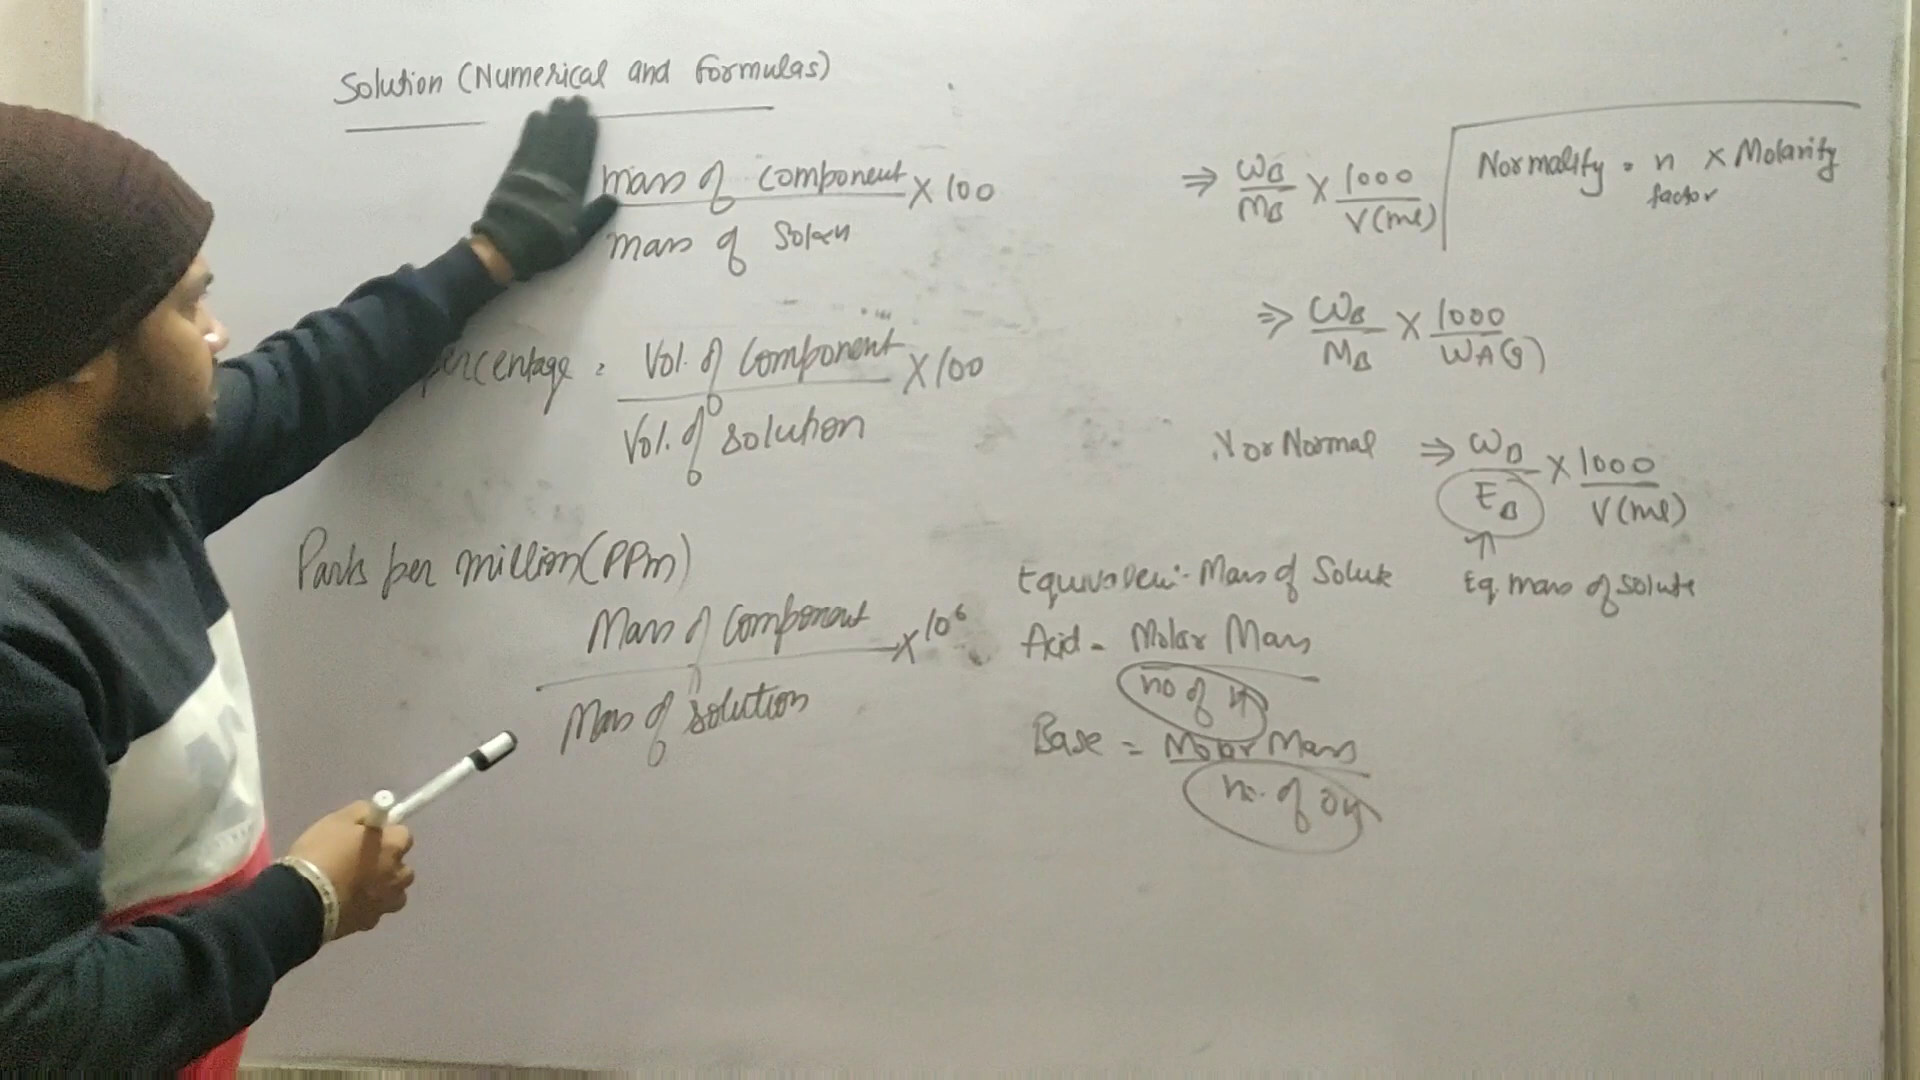 Solution (Numerical and Formulas)
mass of component × 100
mass of Soln
percentage = Vol. of Component × 100
Vol. of solution
Parts per million (PPm)
Mass of Component × 10⁶
Mass of solution
⇒ WB/MB × 1000/V(ml)
Normality = n factor × Molarity
⇒ WB/MB × 1000/WA(g)
N or Normal ⇒ WB/EB × 1000/V(ml)
Eq. mass of solute
Equivalent Mass of Solute
Acid = Molar Mass
no of H
Base = Molar Mass
no. of OH